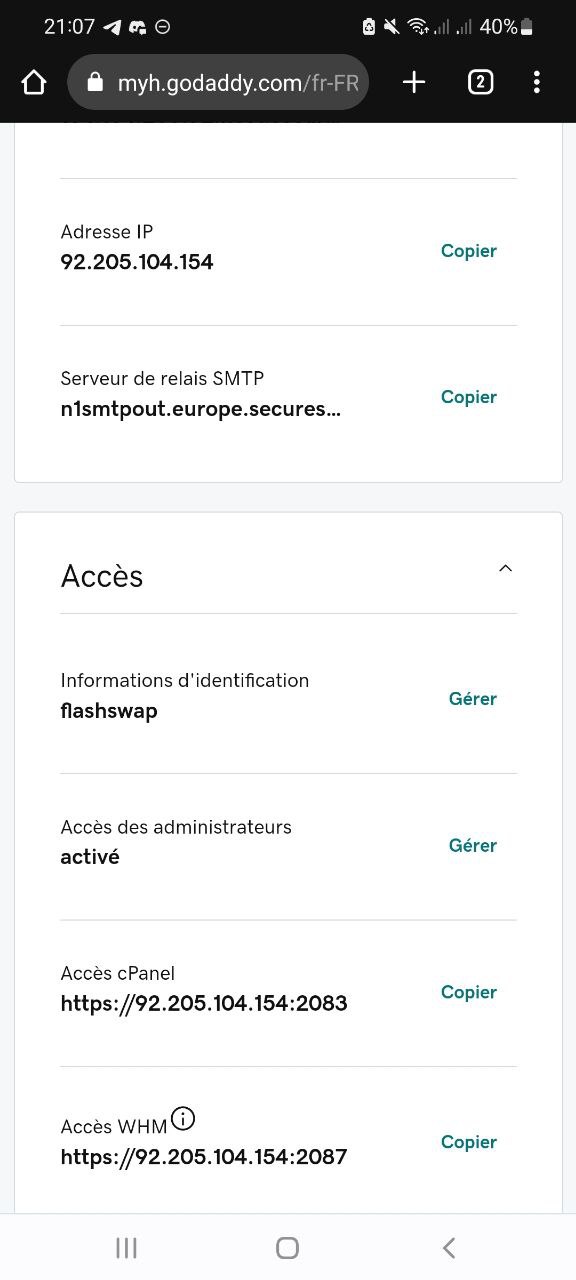 21:07
40%
myh.godaddy.com/fr-FR
2
Adresse IP
92.205.104.154
Copier
Serveur de relais SMTP
n1smtpout.europe.secures...
Copier
Accès
Informations d'identification
flashswap
Gérer
Accès des administrateurs
activé
Gérer
Accès cPanel
https://92.205.104.154:2083
Copier
Accès WHM
https://92.205.104.154:2087
Copier